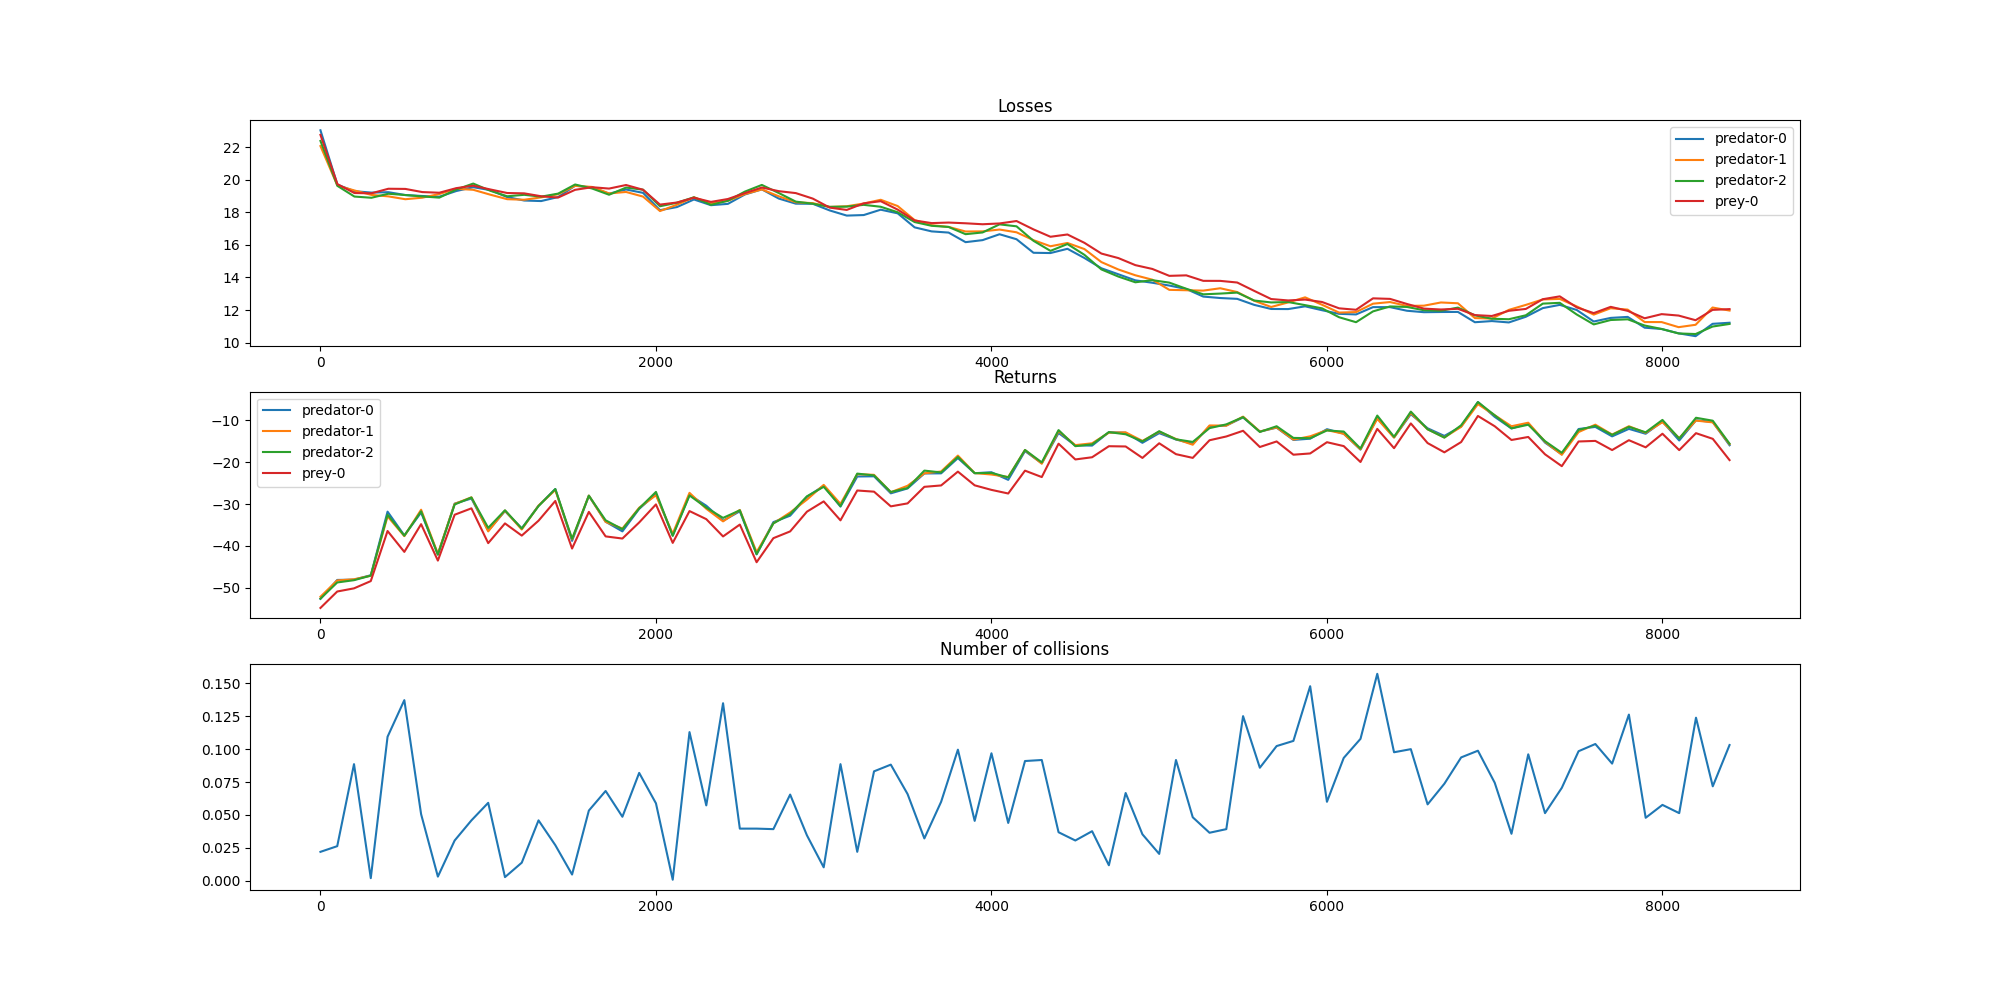 Losses
22
20
18
16
14
12
10
predator-0
predator-1
predator-2
prey-0
0 2000 4000 6000 8000
Returns
−10
−20
−30
−40
−50
predator-0
predator-1
predator-2
prey-0
0 2000 4000 6000 8000
Number of collisions
0.150
0.125
0.100
0.075
0.050
0.025
0.000
0 2000 4000 6000 8000